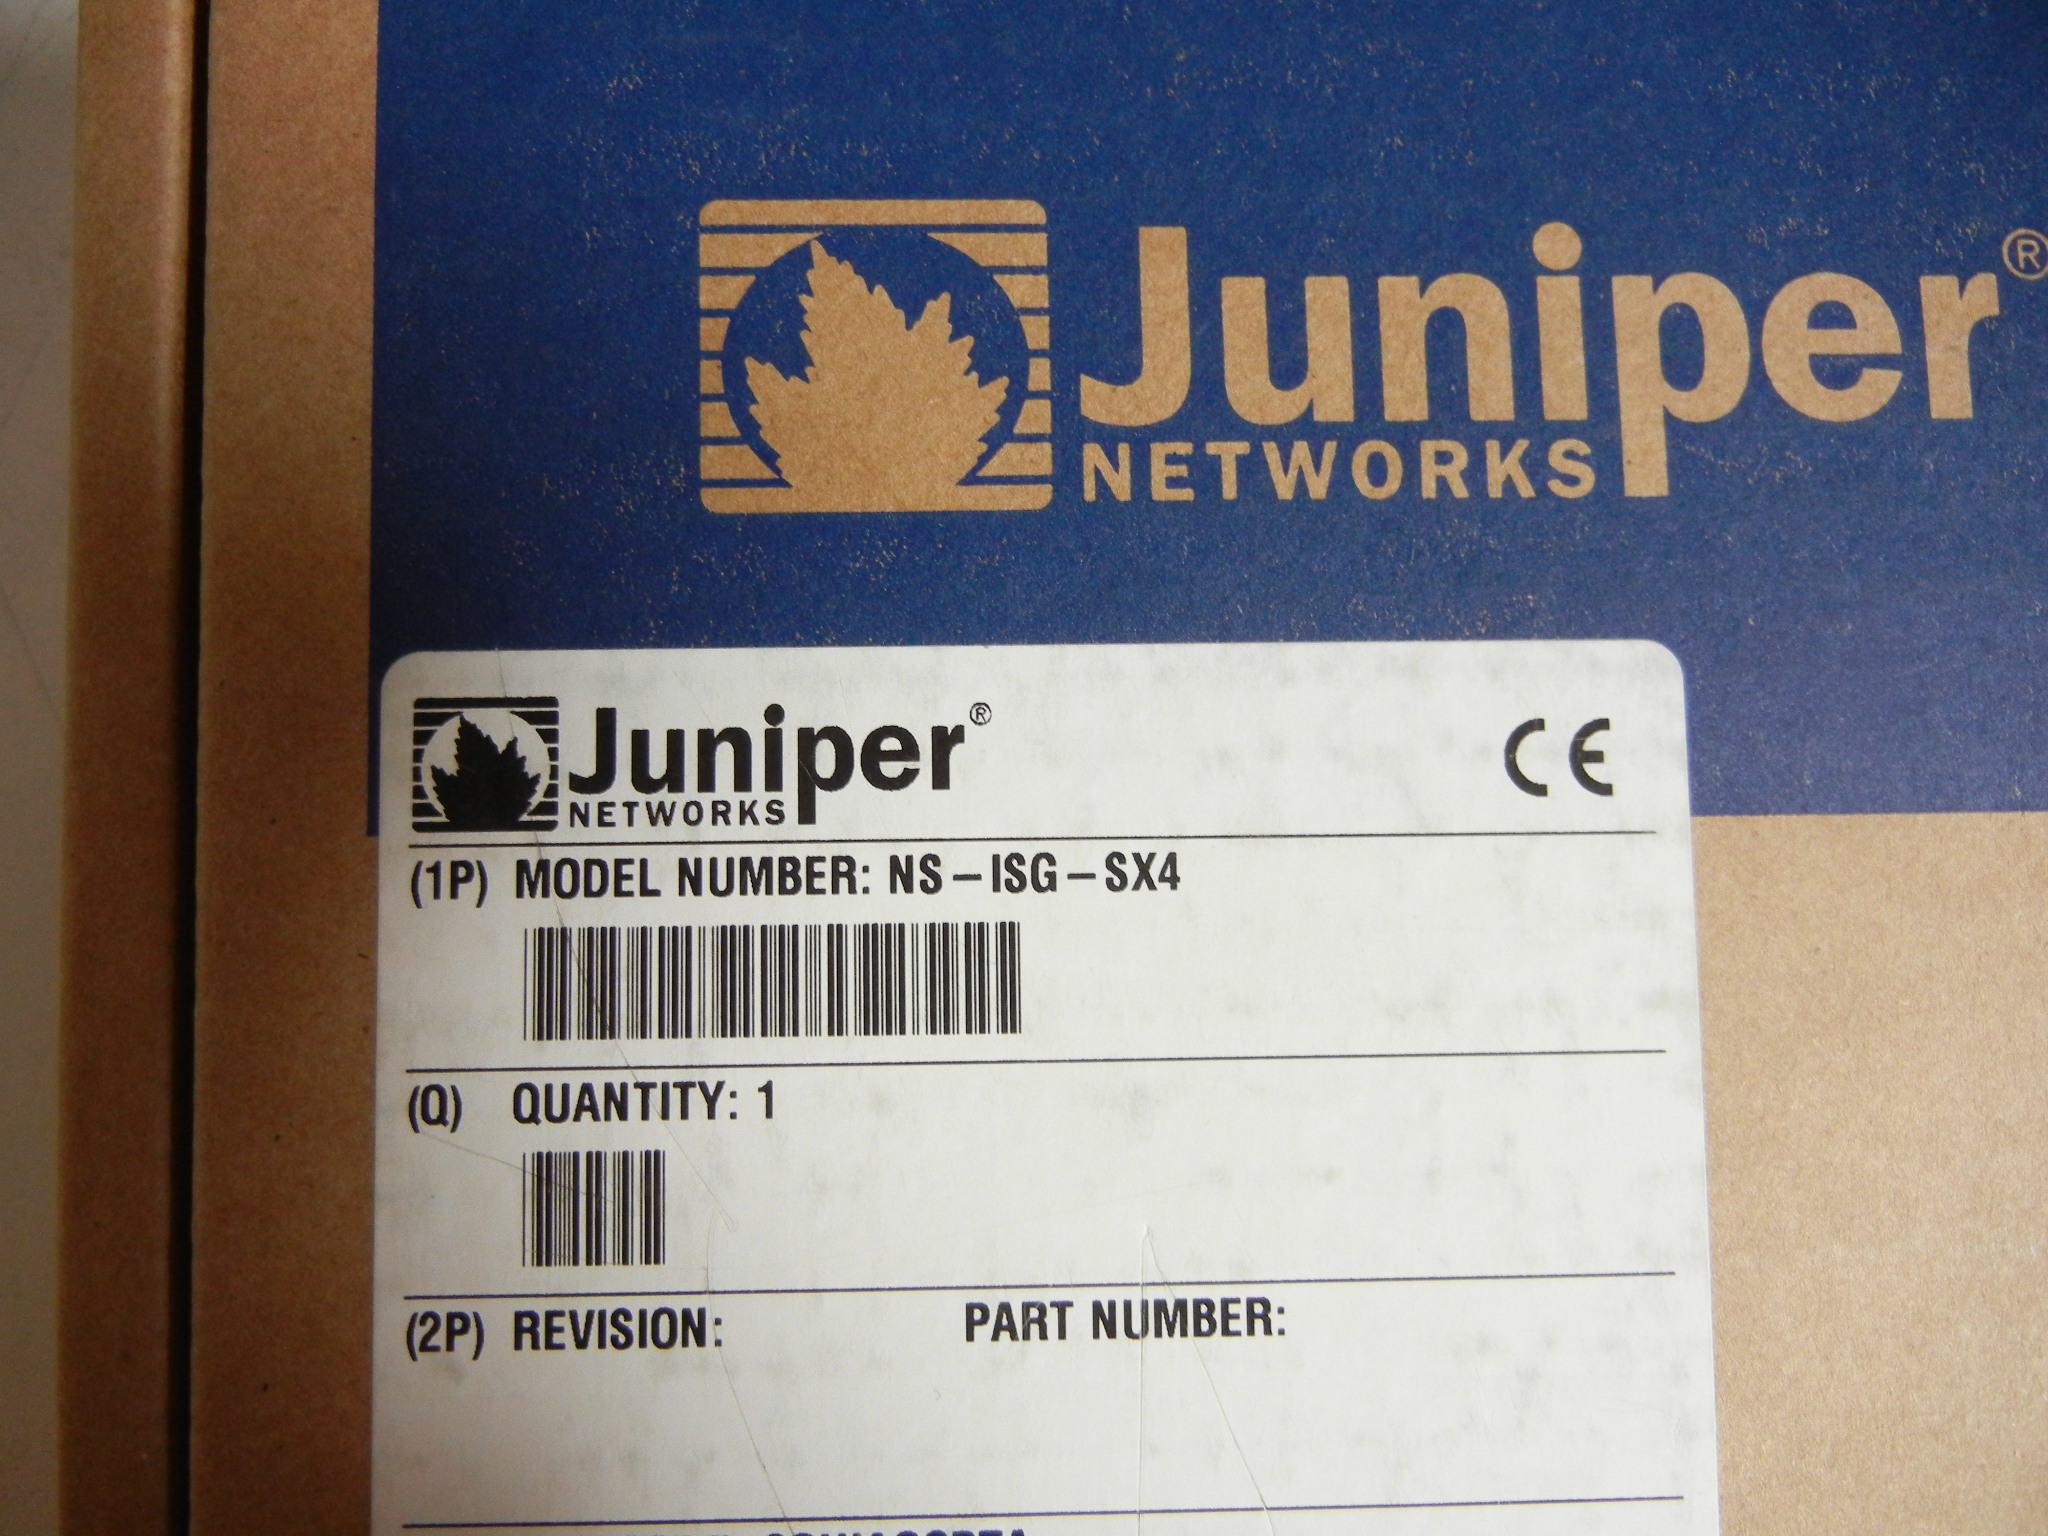 Juniper®
NETWORKS
Juniper®
NETWORKS
CE
(1P) MODEL NUMBER: NS-ISG-SX4
(Q) QUANTITY: 1
(2P) REVISION: PART NUMBER: